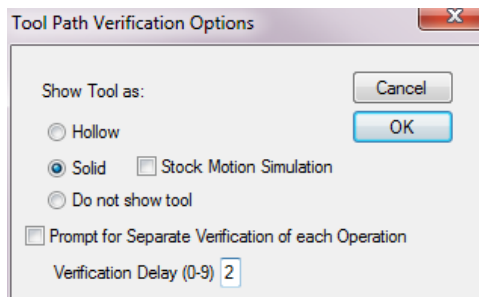 Tool Path Verification Options
X
Show Tool as:
Cancel
Hollow
OK
Solid Stock Motion Simulation
Do not show tool
Prompt for Separate Verification of each Operation
Verification Delay (0-9) 2